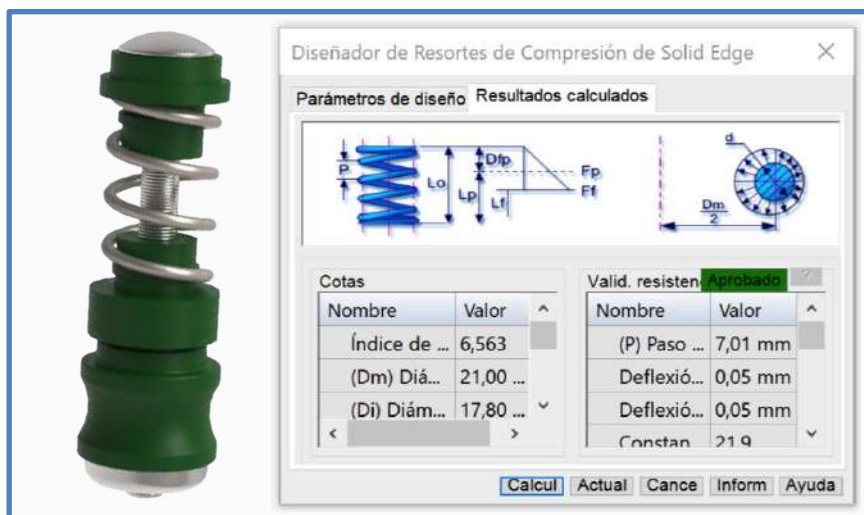 Diseñador de Resortes de Compresión de Solid Edge
Parámetros de diseño Resultados calculados
P
Lo
Dfp
Lp
Lf
Fp
Ff
d
Dm
2
Cotas
Nombre Valor
Índice de ... 6,563
(Dm) Diá... 21,00 ...
(Di) Diám... 17,80 ...
Valid. resisten Aprobado ?
Nombre Valor
(P) Paso ... 7,01 mm
Deflexió... 0,05 mm
Deflexió... 0,05 mm
Constan 21,9
Calcul Actual Cance Inform Ayuda